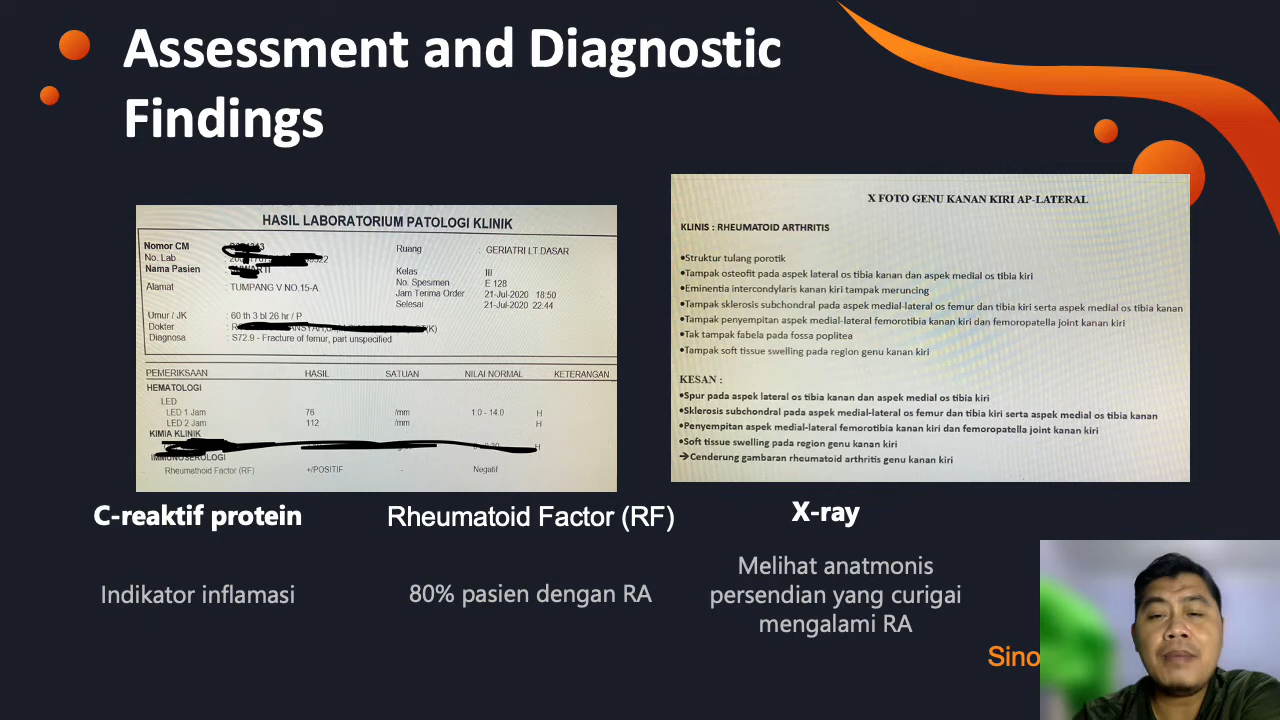 Assessment and Diagnostic
Findings
HASIL LABORATORIUM PATOLOGI KLINIK
Nomor CM
No. Lab
Nama Pasien
Alamat : TUMPANG V NO.15-A
Umur / JK : 60 th 3 bl 26 hr / P
Dokter
Diagnosa : S72.9 - Fracture of femur, part unspecified
Ruang : GERIATRI LT.DASAR
Kelas III
No. Spesimen E 128
Jam Terima Order 21-Jul-2020 18:50
Selesai 21-Jul-2020 22.44
PEMERIKSAAN HASIL SATUAN NILAI NORMAL KETERANGAN
HEMATOLOGI
LED
LED 1 Jam 76 /mm 1.0 - 14.0 H
LED 2 Jam 112 /mm H
KIMIA KLINIK
H
IMMUNOSEROLOGI
Rheumathoid Factor (RF) +/POSITIF - Negatif
X FOTO GENU KANAN KIRI AP-LATERAL
KLINIS : RHEUMATOID ARTHRITIS
•Struktur tulang porotik
•Tampak osteofit pada aspek lateral os tibia kanan dan aspek medial os tibia kiri
•Eminentia intercondylaris kanan kiri tampak meruncing
•Tampak sklerosis subchondral pada aspek medial-lateral os femur dan tibia kiri serta aspek medial os tibia kanan
•Tampak penyempitan aspek medial-lateral femorotibia kanan kiri dan femoropatella joint kanan kiri
•Tak tampak fabela pada fossa poplitea
•Tampak soft tissue swelling pada region genu kanan kiri
KESAN :
•Spur pada aspek lateral os tibia kanan dan aspek medial os tibia kiri
•Sklerosis subchondral pada aspek medial-lateral os femur dan tibia kiri serta aspek medial os tibia kanan
•Penyempitan aspek medial-lateral femorotibia kanan kiri dan femoropatella joint kanan kiri
•Soft tissue swelling pada region genu kanan kiri
➔Cenderung gambaran rheumatoid arthritis genu kanan kiri
C-reaktif protein
Indikator inflamasi
Rheumatoid Factor (RF)
80% pasien dengan RA
X-ray
Melihat anatmonis
persendian yang curigai
mengalami RA
Sino